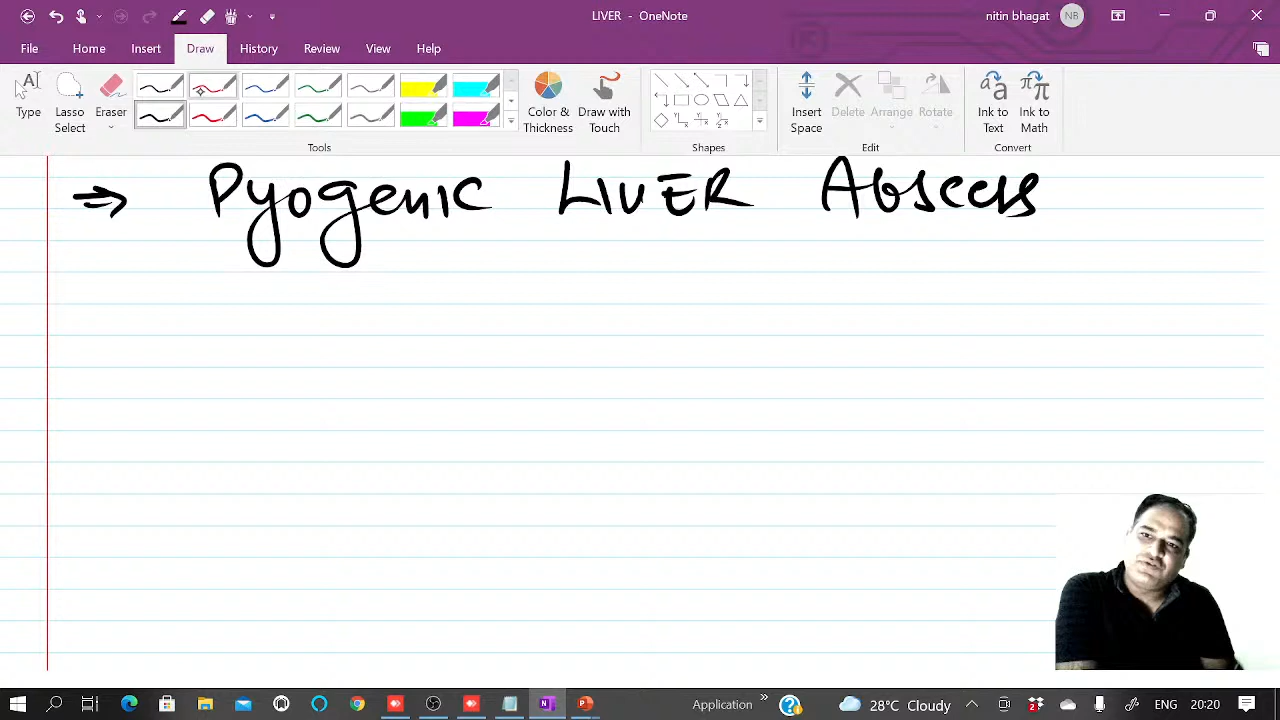 LIVER - OneNote
nitin bhagat
NB
File
Home
Insert
Draw
History
Review
View
Help
Type
Lasso
Select
Eraser
Color &
Thickness
Draw with
Touch
Insert
Space
Delete
Arrange
Rotate
Ink to
Text
Ink to
Math
Tools
Shapes
Edit
Convert
⇒ Pyogenic LIVER Abscess
Application
28°C Cloudy
ENG
20:20